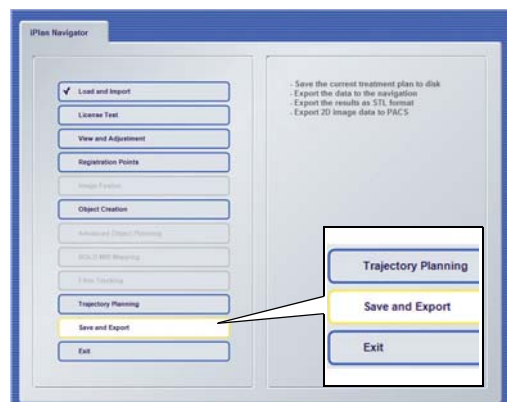 iPlan Navigator
Load and Import
License Text
View and Adjustment
Registration Points
Image Fusion
Object Creation
Advanced Object Planning
BOLD MRI Mapping
Fiber Tracking
Trajectory Planning
Save and Export
Exit
- Save the current treatment plan to disk
- Export the data to the navigation
- Export the results as STL format
- Export 2D image data to PACS
Trajectory Planning
Save and Export
Exit